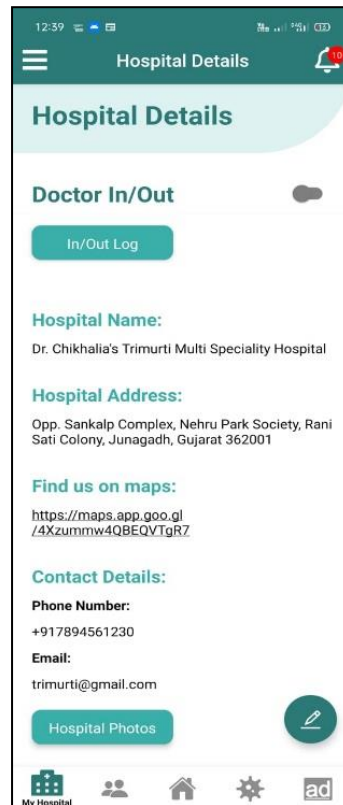 12:39
Hospital Details
10
Hospital Details
Doctor In/Out
In/Out Log
Hospital Name:
Dr. Chikhalia's Trimurti Multi Speciality Hospital
Hospital Address:
Opp. Sankalp Complex, Nehru Park Society, Rani
Sati Colony, Junagadh, Gujarat 362001
Find us on maps:
https://maps.app.goo.gl
/4Xzummw4QBEQVTgR7
Contact Details:
Phone Number:
+917894561230
Email:
trimurti@gmail.com
Hospital Photos
My Hospital
ad